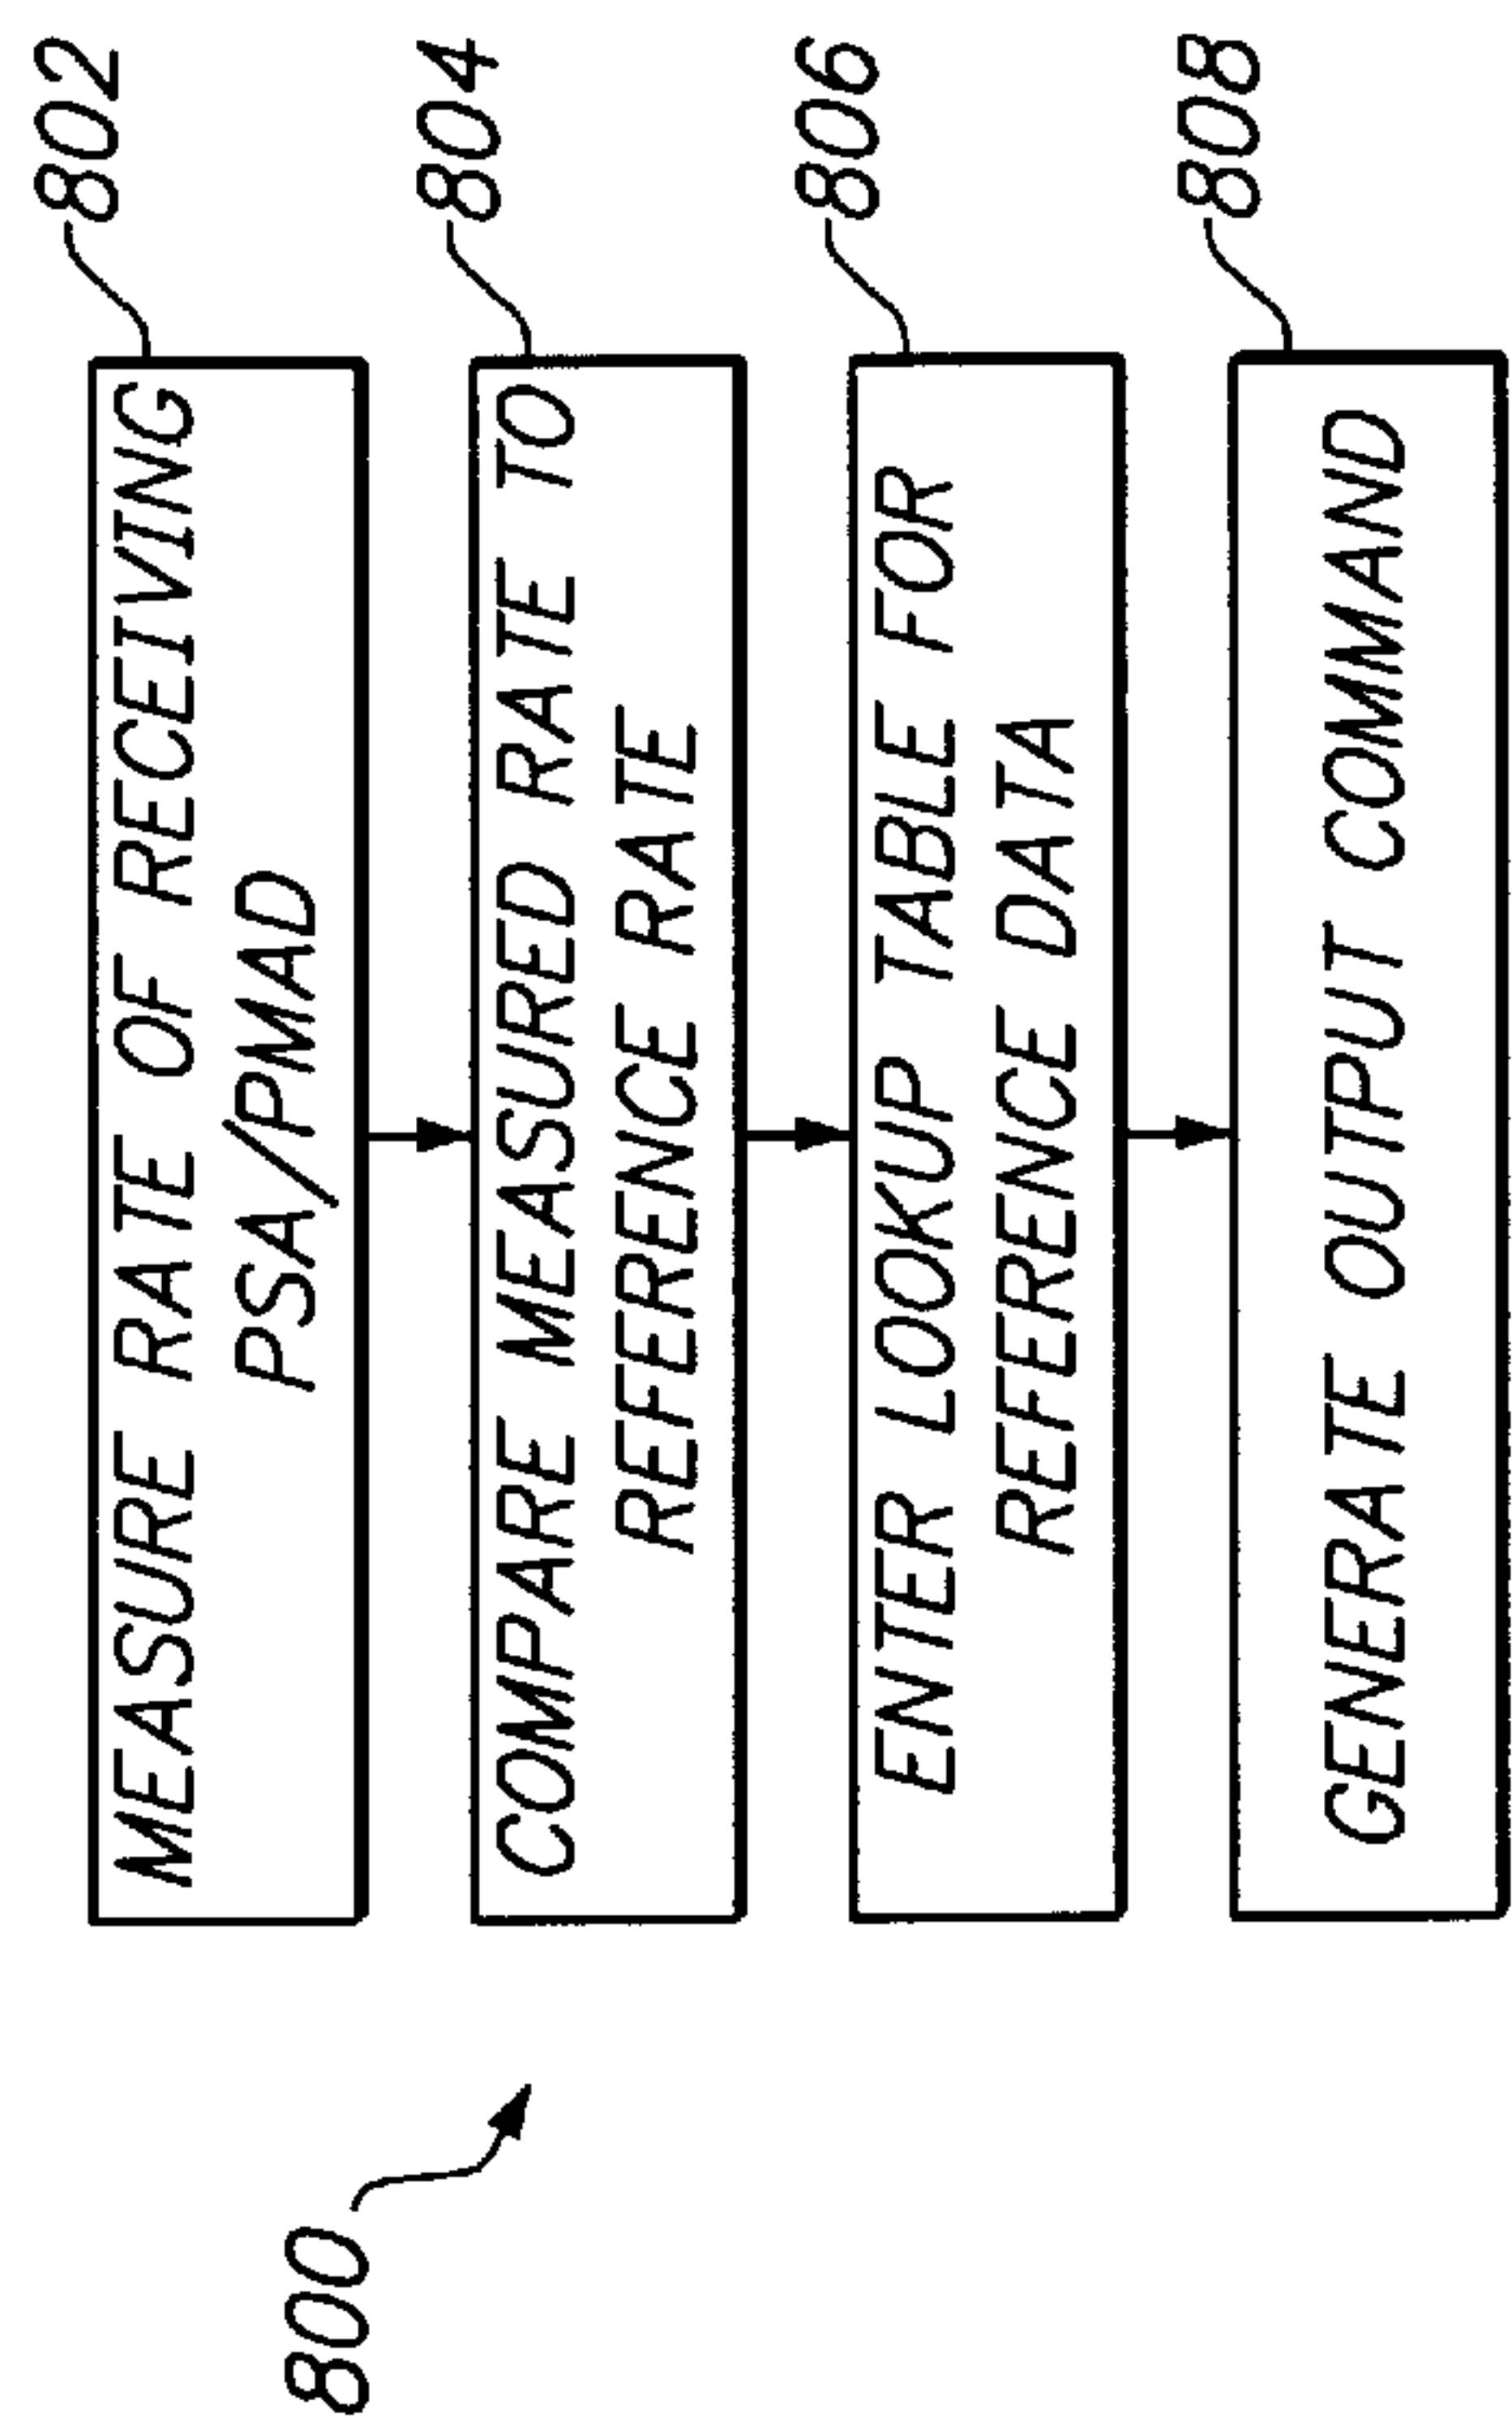 800
802
MEASURE RATE OF RECEIVING
PSA/PMAD
804
COMPARE MEASURED RATE TO
REFERENCE RATE
806
ENTER LOOKUP TABLE FOR
REFERENCE DATA
808
GENERATE OUTPUT COMMAND